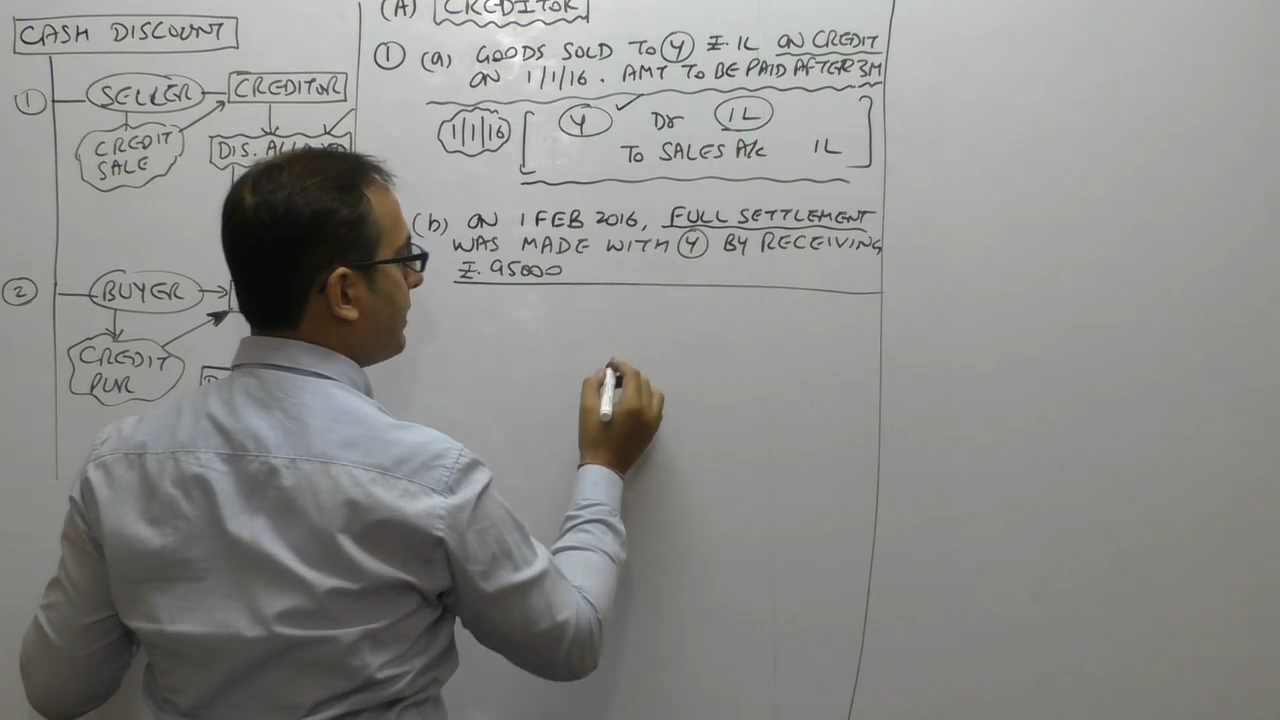 CASH DISCOUNT
1 SELLER CREDITOR
CREDIT SALE
DIS.
2 BUYER
CREDIT PUR
(A) CREDITOR
1 (a) GOODS SOLD TO Y ₹ 1L ON CREDIT
ON 1/1/16. AMT TO BE PAID AFTER 3M
1/1/16 Y Dr 1L
TO SALES A/c 1L
(b) ON 1 FEB 2016, FULL SETTLEMENT
WAS MADE WITH Y BY RECEIVING
₹. 95000